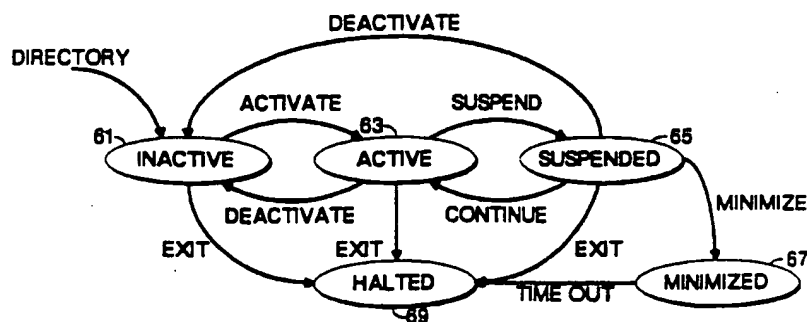 DEACTIVATE
DIRECTORY
ACTIVATE
SUSPEND
61
63
65
INACTIVE
ACTIVE
SUSPENDED
DEACTIVATE
CONTINUE
MINIMIZE
EXIT
EXIT
EXIT
67
HALTED
TIME OUT
MINIMIZED
69